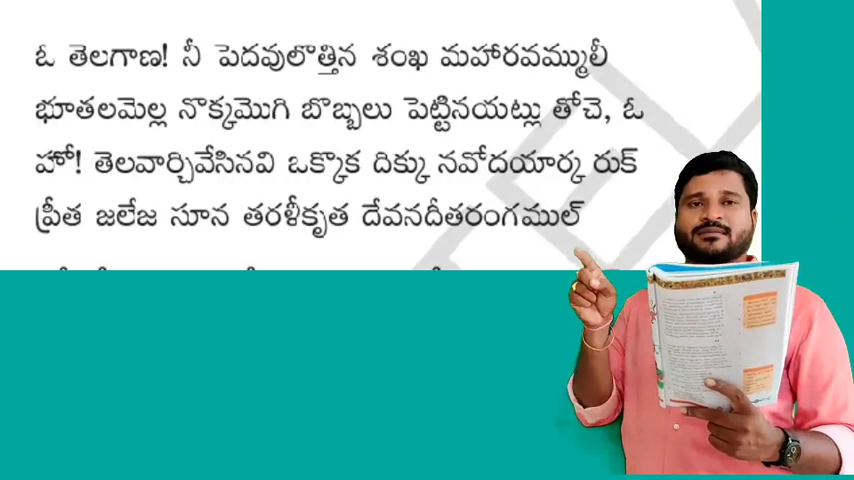 ఓ తెలగాణ! నీ పెదవులొత్తిన శంఖ మహారవమ్ములీ
భూతలమెల్ల నొక్కమొగి బొబ్బలు పెట్టినయట్లు తోచె, ఓ
హో! తెలవార్చివేసినవి ఒక్కొక దిక్కు నవోదయార్క రుక్
ప్రీత జలేజ సూన తరళీకృత దేవనదీతరంగముల్